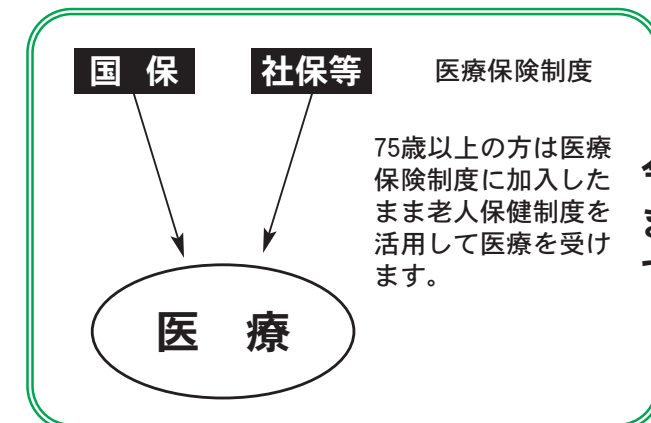 国 保 社保等 医療保険制度
75歳以上の方は医療
保険制度に加入した
まま老人保健制度を
活用して医療を受け
ます。
医 療